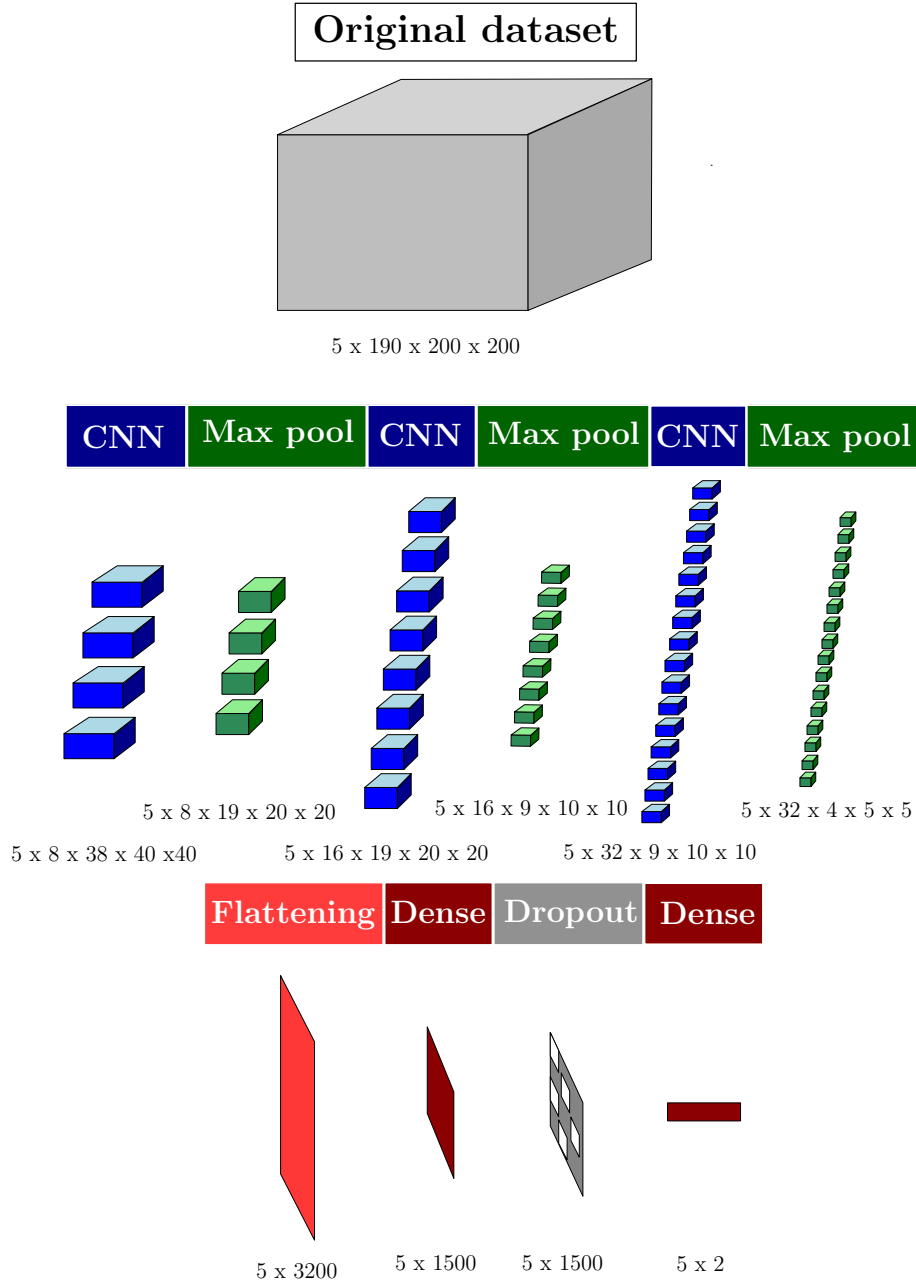 Original dataset
5 x 190 x 200 x 200
CNN Max pool CNN Max pool CNN Max pool
5 x 8 x 19 x 20 x 20 5 x 16 x 9 x 10 x 10 5 x 32 x 4 x 5 x 5
5 x 8 x 38 x 40 x40 5 x 16 x 19 x 20 x 20 5 x 32 x 9 x 10 x 10
Flattening Dense Dropout Dense
5 x 3200 5 x 1500 5 x 1500 5 x 2